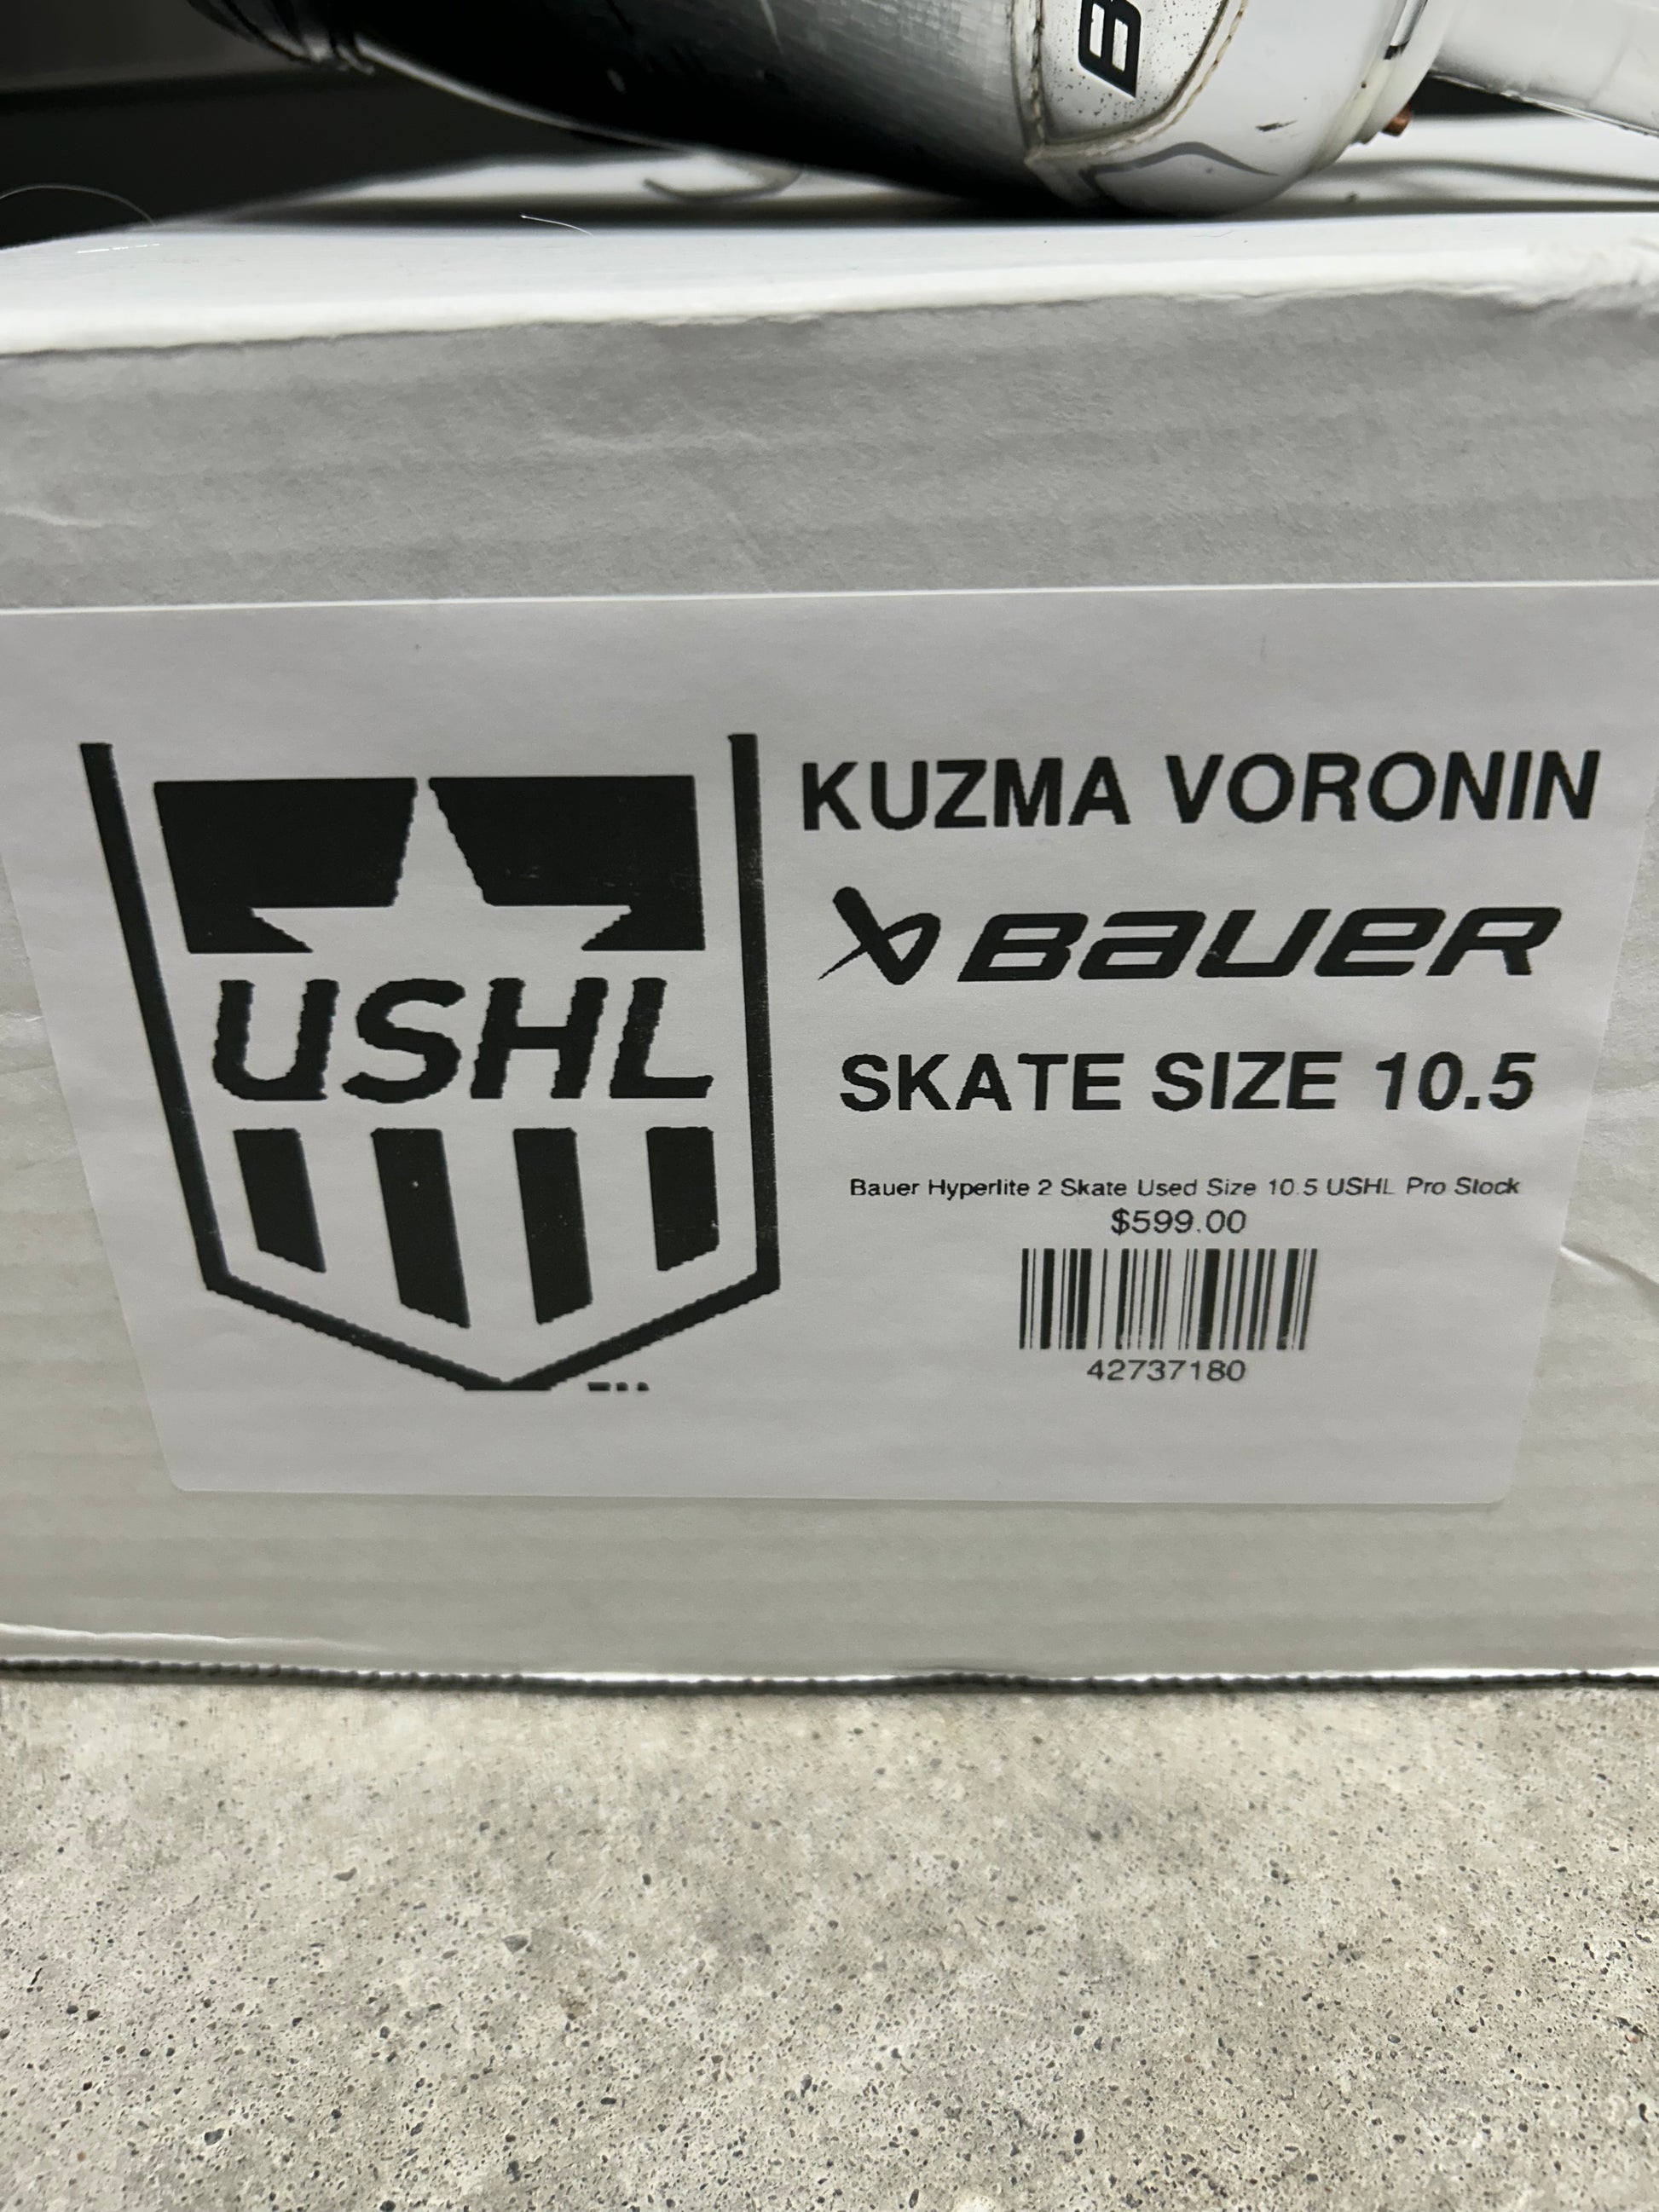 B
KUZMA VORONIN
BAUER
SKATE SIZE 10.5
USHL
Bauer Hyperlite 2 Skate Used Size 10.5 USHL Pro Stock
$599.00
42737180